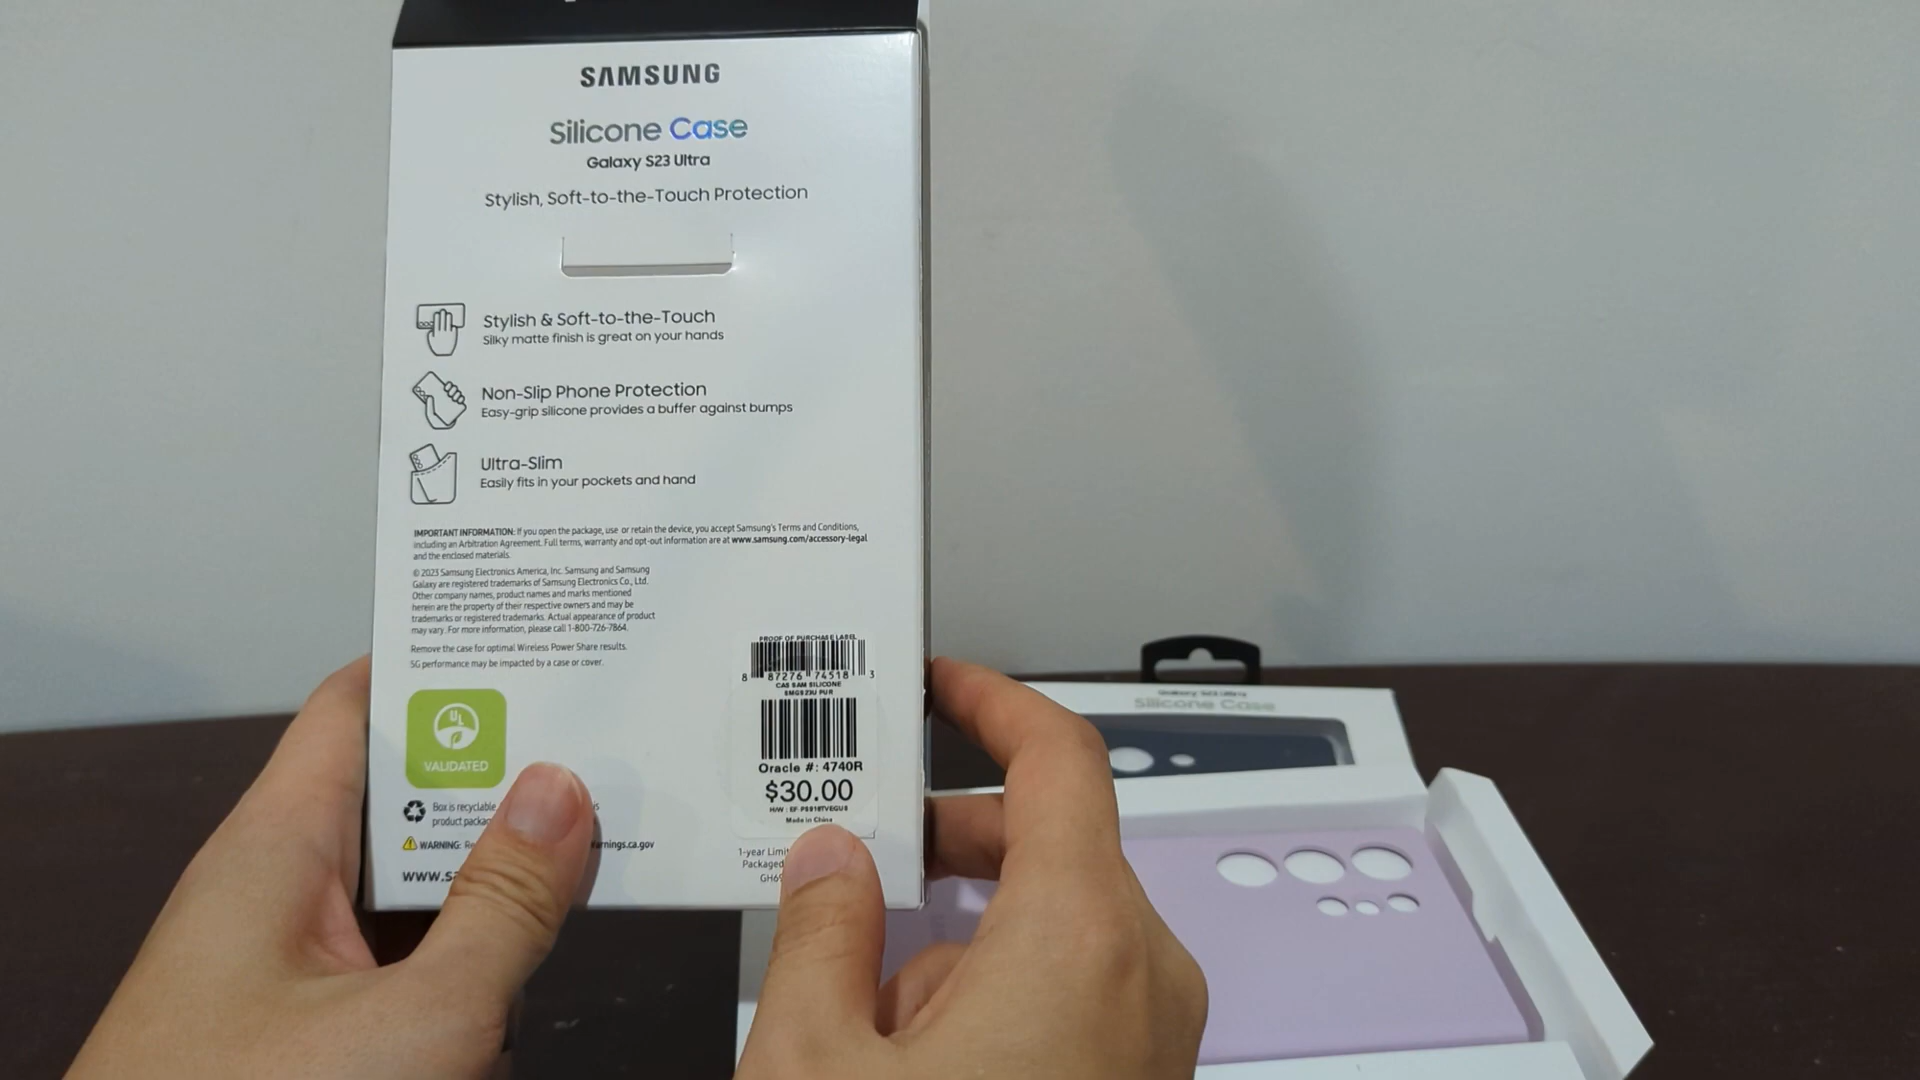 SAMSUNG
Silicone Case
Galaxy S23 Ultra
Stylish, Soft-to-the-Touch Protection
Stylish & Soft-to-the-Touch
Silky matte finish is great on your hands
Non-Slip Phone Protection
Easy-grip silicone provides a buffer against bumps
Ultra-Slim
Easily fits in your pockets and hand
IMPORTANT INFORMATION: If you open the package, use or retain the device, you accept Samsung's Terms and Conditions,
including an Arbitration Agreement. Full terms, warranty and opt-out information are at www.samsung.com/accessory-legal
and the enclosed materials.
© 2023 Samsung Electronics America, Inc. Samsung and Samsung
Galaxy are registered trademarks of Samsung Electronics Co., Ltd.
Other company names, product names and marks mentioned
herein are the property of their respective owners and may be
trademarks or registered trademarks. Actual appearance of product
may vary. For more information, please call 1-800-726-7864.
Remove the case for optimal Wireless Power Share results.
5G performance may be impacted by a case or cover.
UL
VALIDATED
Box is recyclable
product
WARNING:
PROOF OF PURCHASE LABEL
8 87276 74518 3
CAS SAM SILICONE
SMGS23U PUR
Oracle #: 4740R
$30.00
Made in China
1-year
Packaged
Galaxy S23 Ultra
Silicone Case